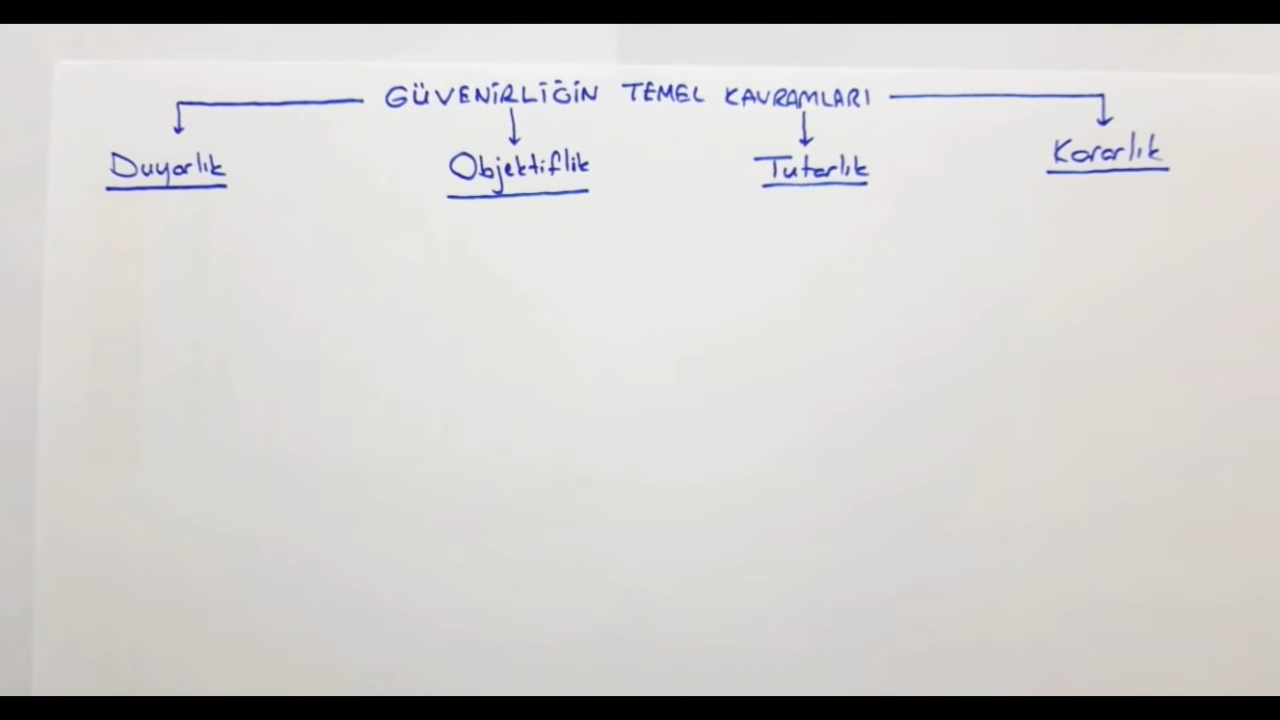 GÜVENİRLİĞİN TEMEL KAVRAMLARI
Duyarlık
Objektiflik
Tutarlık
Kararlık